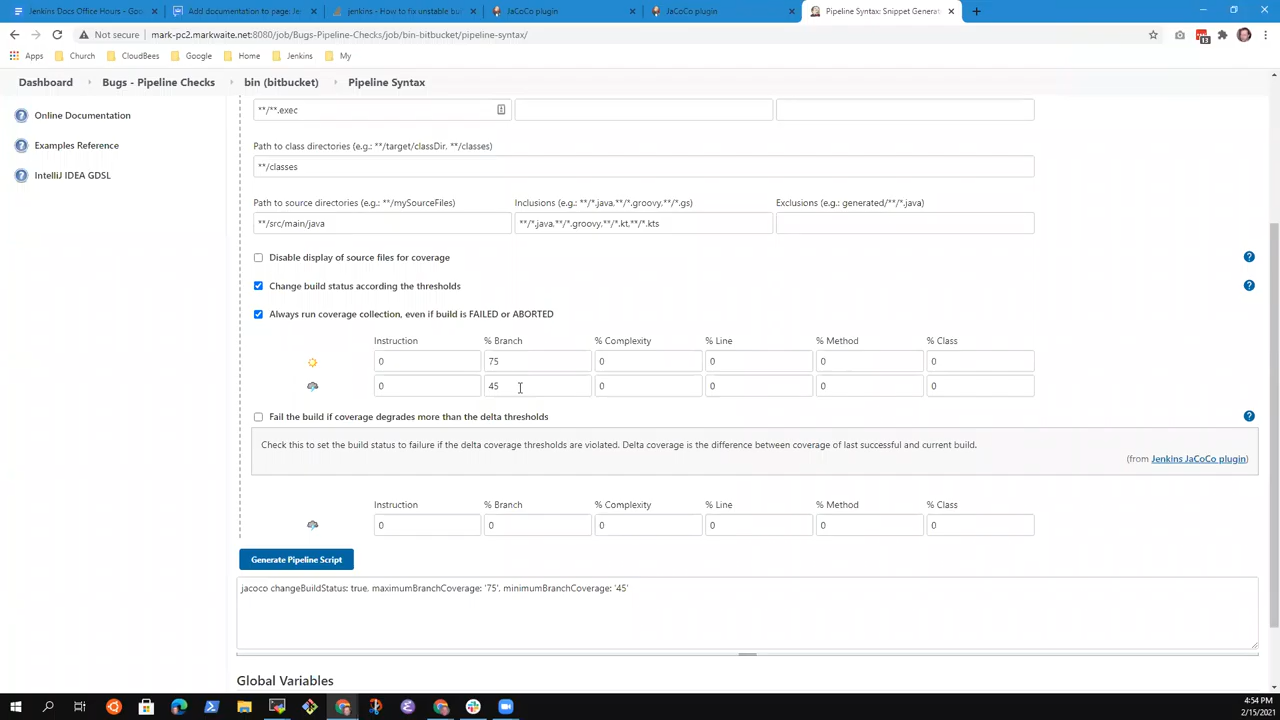 Jenkins Docs Office Hours - Go
Add documentation to page: Jen
jenkins - How to fix unstable bui
JaCoCo plugin
JaCoCo plugin
Pipeline Syntax: Snippet Generat
Not secure
mark-pc2.markwaite.net:8080/job/Bugs-Pipeline-Checks/job/bin-bitbucket/pipeline-syntax/
13
Apps
Church
CloudBees
Google
Home
Jenkins
My
Dashboard
Bugs - Pipeline Checks
bin (bitbucket)
Pipeline Syntax
Online Documentation
Examples Reference
IntelliJ IDEA GDSL
**/**.exec
Path to class directories (e.g.: **/target/classDir, **/classes)
**/classes
Path to source directories (e.g.: **/mySourceFiles)
Inclusions (e.g.: **/*.java,**/*.groovy,**/*.gs)
Exclusions (e.g.: generated/**/*.java)
**/src/main/java
**/*.java,**/*.groovy,**/*.kt,**/*.kts
Disable display of source files for coverage
Change build status according the thresholds
Always run coverage collection, even if build is FAILED or ABORTED
Instruction % Branch % Complexity % Line % Method % Class
0 75 0 0 0 0
0 45 0 0 0 0
Fail the build if coverage degrades more than the delta thresholds
Check this to set the build status to failure if the delta coverage thresholds are violated. Delta coverage is the difference between coverage of last successful and current build.
(from Jenkins JaCoCo plugin)
Instruction % Branch % Complexity % Line % Method % Class
0 0 0 0 0 0
Generate Pipeline Script
jacoco changeBuildStatus: true, maximumBranchCoverage: '75', minimumBranchCoverage: '45'
Global Variables
4:54 PM
2/15/2021